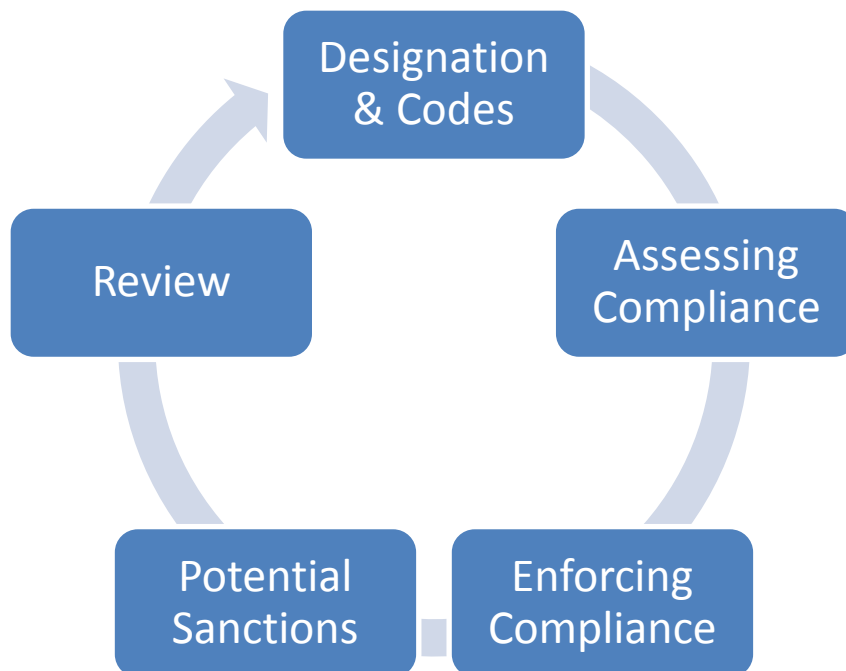 Designation
& Codes
Assessing
Compliance
Enforcing
Compliance
Potential
Sanctions
Review